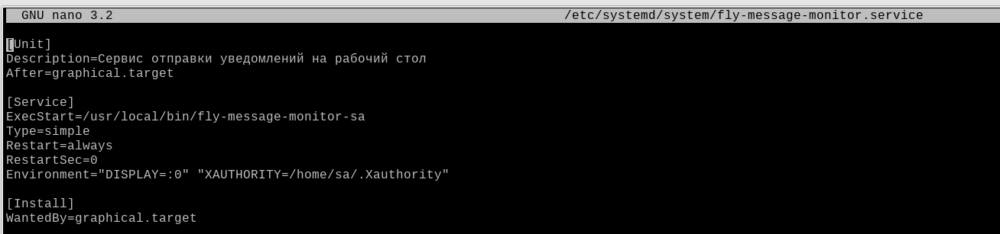 GNU nano 3.2 /etc/systemd/system/fly-message-monitor.service
[Unit]
Description=Сервис отправки уведомлений на рабочий стол
After=graphical.target
[Service]
ExecStart=/usr/local/bin/fly-message-monitor-sa
Type=simple
Restart=always
RestartSec=0
Environment="DISPLAY=:0" "XAUTHORITY=/home/sa/.Xauthority"
[Install]
WantedBy=graphical.target